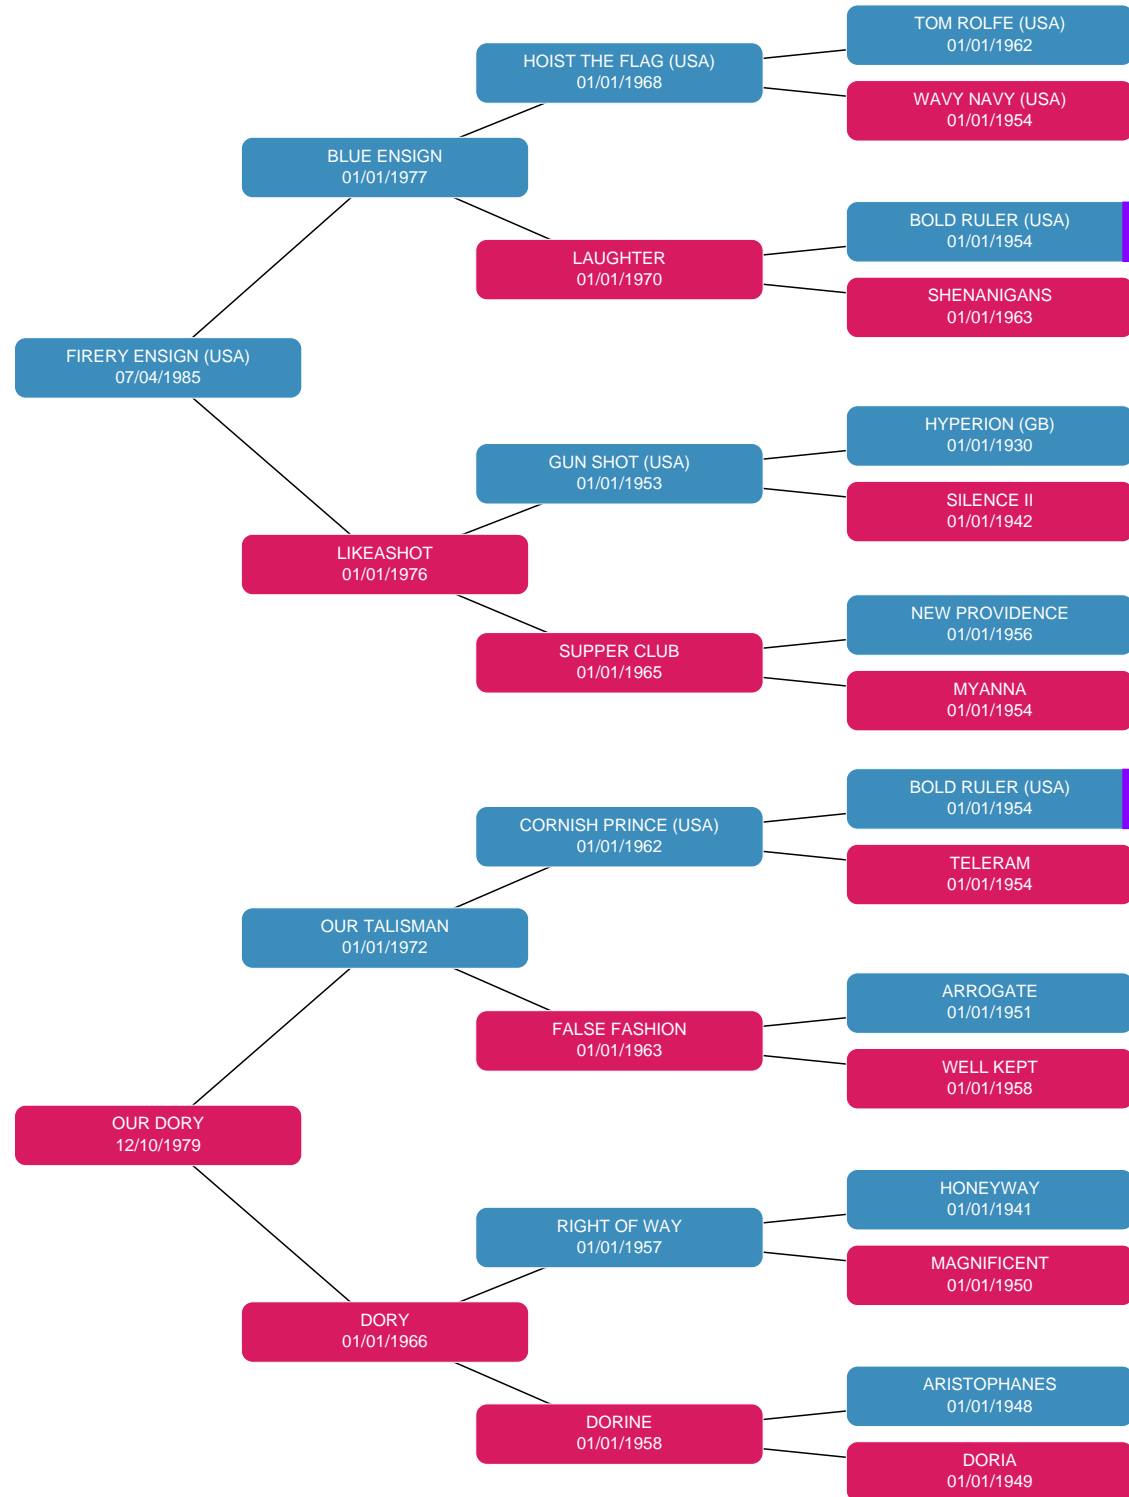 TOM ROLFE (USA)
01/01/1962
HOIST THE FLAG (USA)
01/01/1968
WAVY NAVY (USA)
01/01/1954
BLUE ENSIGN
01/01/1977
BOLD RULER (USA)
01/01/1954
LAUGHTER
01/01/1970
SHENANIGANS
01/01/1963
FIRERY ENSIGN (USA)
07/04/1985
HYPERION (GB)
01/01/1930
GUN SHOT (USA)
01/01/1953
SILENCE II
01/01/1942
LIKEASHOT
01/01/1976
NEW PROVIDENCE
01/01/1956
SUPPER CLUB
01/01/1965
MYANNA
01/01/1954
BOLD RULER (USA)
01/01/1954
CORNISH PRINCE (USA)
01/01/1962
TELERAM
01/01/1954
OUR TALISMAN
01/01/1972
ARROGATE
01/01/1951
FALSE FASHION
01/01/1963
WELL KEPT
01/01/1958
OUR DORY
12/10/1979
HONEYWAY
01/01/1941
RIGHT OF WAY
01/01/1957
MAGNIFICENT
01/01/1950
DORY
01/01/1966
ARISTOPHANES
01/01/1948
DORINE
01/01/1958
DORIA
01/01/1949